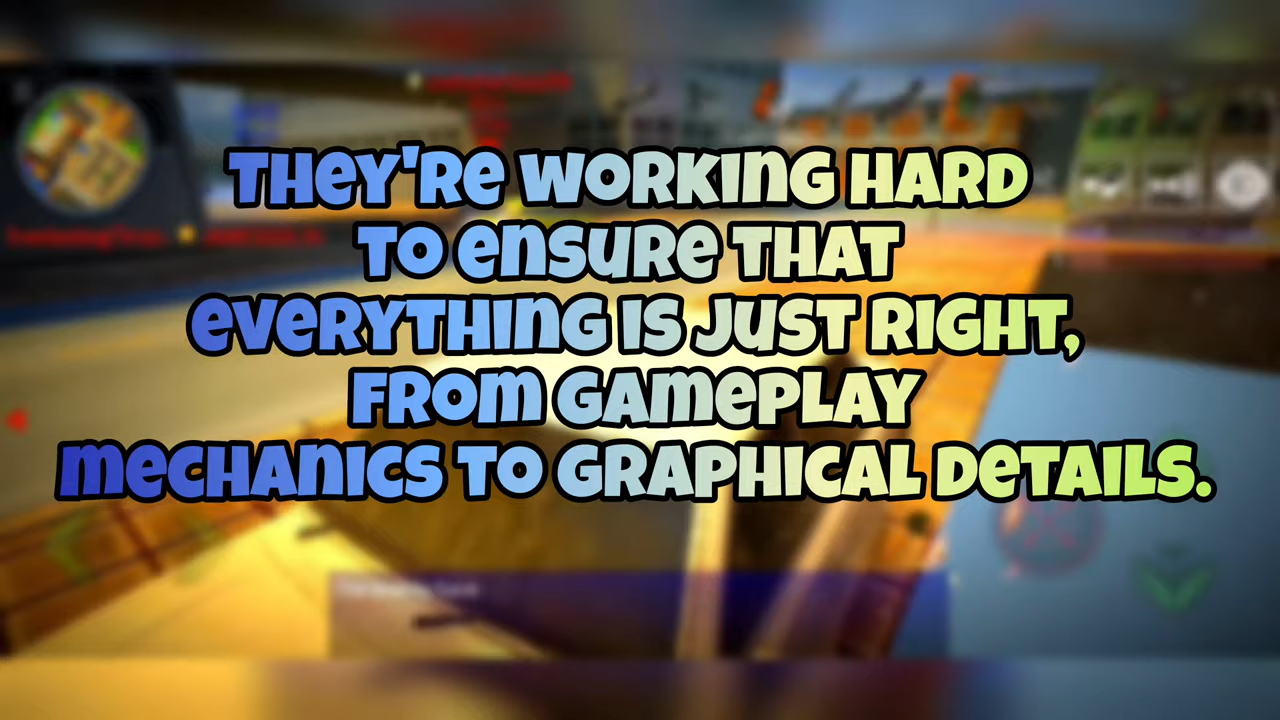 They're working hard
to ensure that
everything is just right,
from gameplay
mechanics to graphical details.